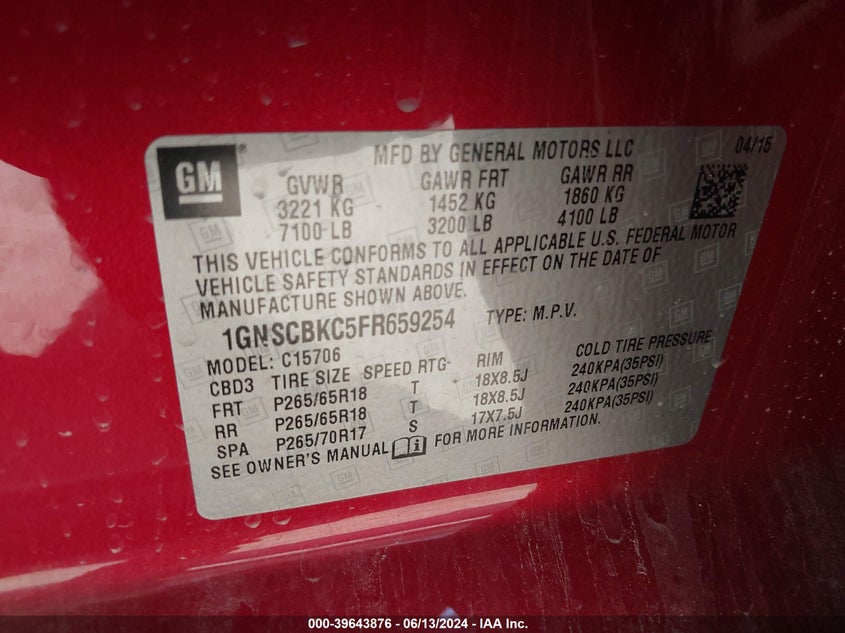 GM
MFD BY GENERAL MOTORS LLC 04/15
GVWR GAWR FRT GAWR RR
3221 KG 1452 KG 1860 KG
7100 LB 3200 LB 4100 LB
THIS VEHICLE CONFORMS TO ALL APPLICABLE U.S. FEDERAL MOTOR
VEHICLE SAFETY STANDARDS IN EFFECT ON THE DATE OF
MANUFACTURE SHOWN ABOVE.
1GNSCBKC5FR659254 TYPE: M.P.V.
MODEL: C15706
CBD3 TIRE SIZE SPEED RTG RIM COLD TIRE PRESSURE
FRT P265/65R18 T 18X8.5J 240KPA(35PSI)
RR P265/65R18 T 18X8.5J 240KPA(35PSI)
SPA P265/70R17 S 17X7.5J 240KPA(35PSI)
SEE OWNER'S MANUAL FOR MORE INFORMATION.
000-39643876 - 06/13/2024 - IAA Inc.